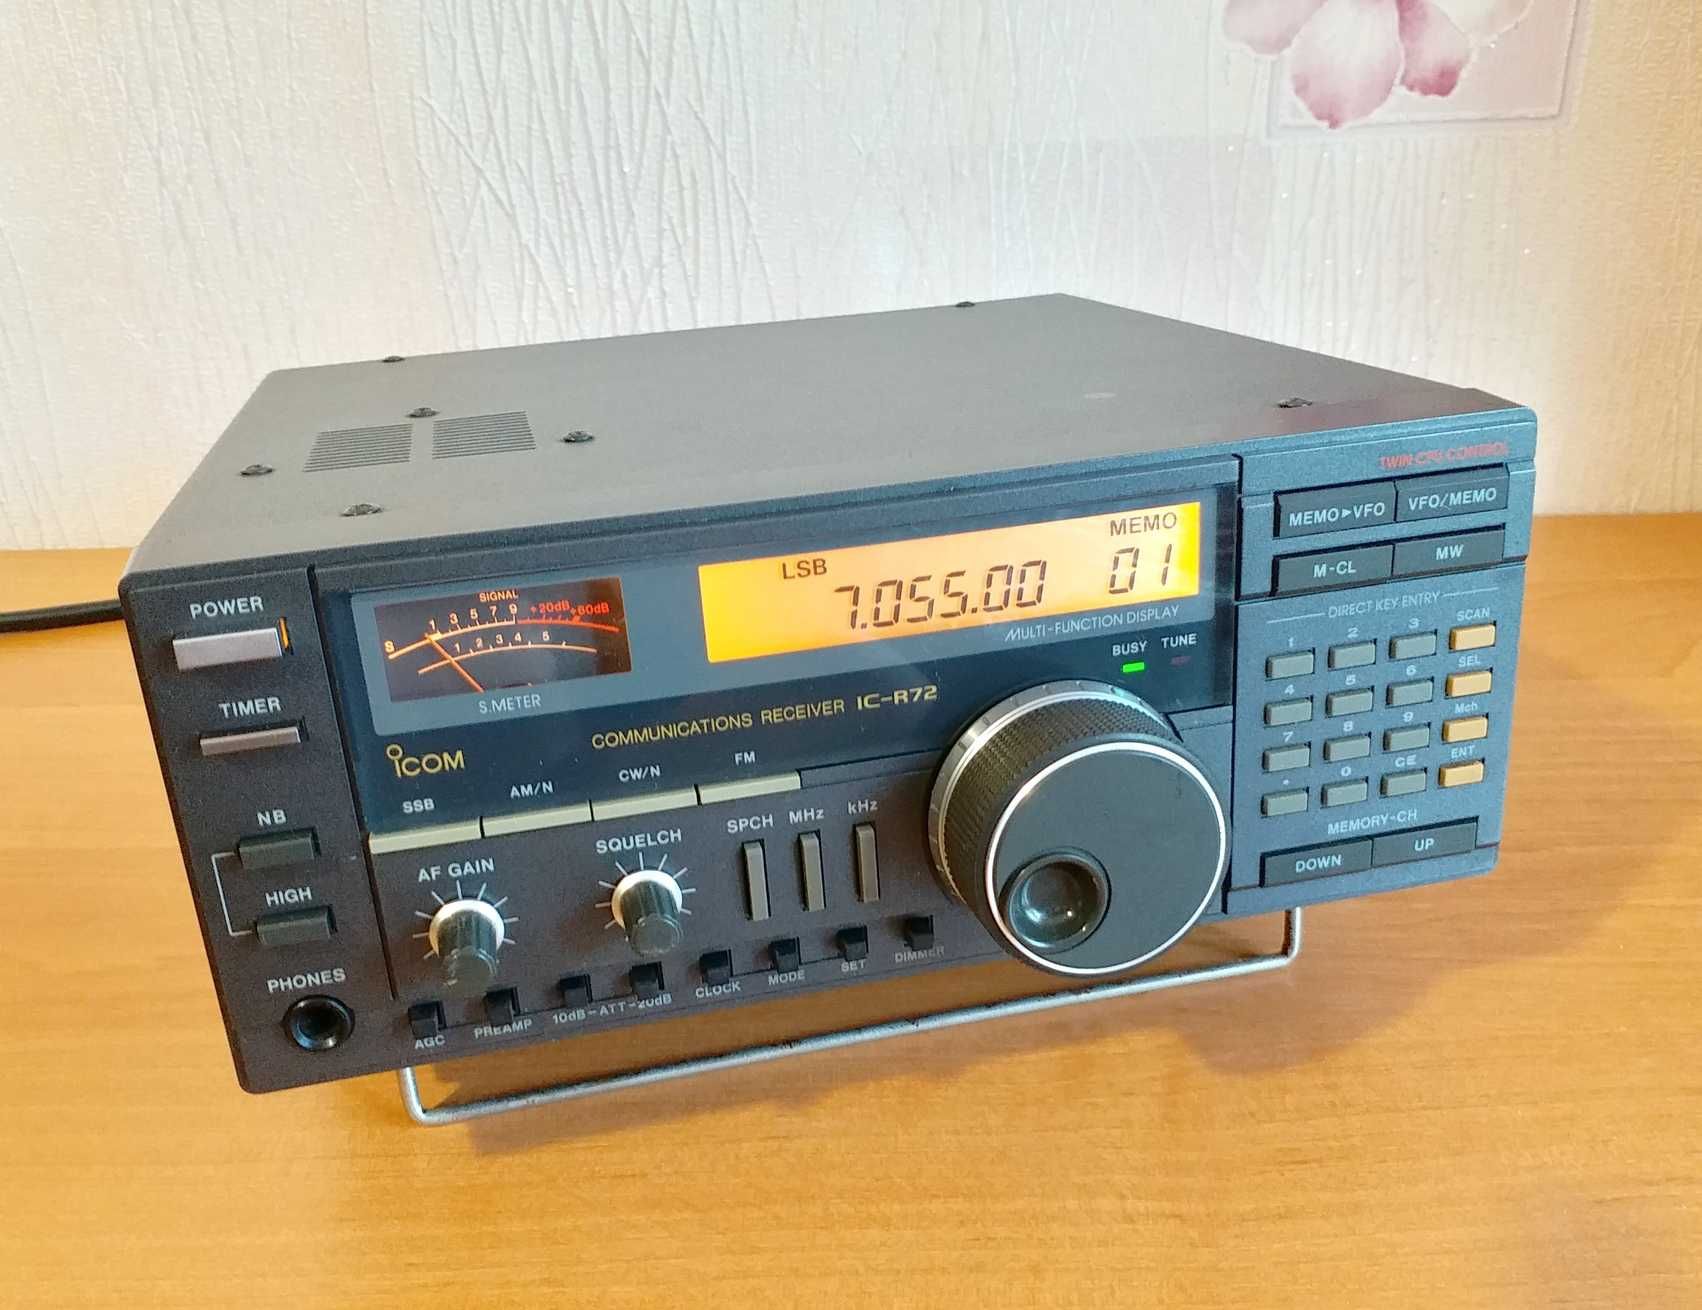 TWIN CPU CONTROL
MEMO▸VFO VFO/MEMO
M-CL MW
DIRECT KEY ENTRY
1 2 3 SCAN
4 5 6 SEL
7 8 9 Mch
0 CE ENT
MEMORY-CH
DOWN UP
POWER
TIMER
NB
HIGH
PHONES
SIGNAL
S 1 3 5 7 9 +20dB +60dB
1 2 3 4 5
S.METER
LSB MEMO
7.055.00 01
MULTI-FUNCTION DISPLAY
BUSY TUNE
COMMUNICATIONS RECEIVER IC-R72
ICOM
SSB AM/N CW/N FM
AF GAIN SQUELCH SPCH MHz kHz
AGC PREAMP 10dB-ATT-20dB CLOCK MODE SET DIMMER